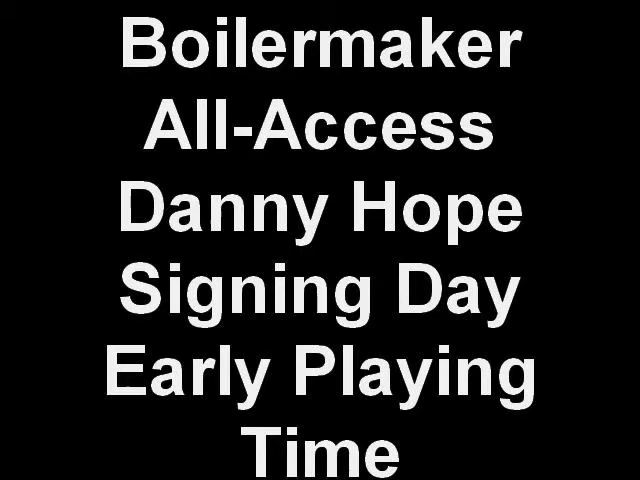 Boilermaker
All-Access
Danny Hope
Signing Day
Early Playing
Time